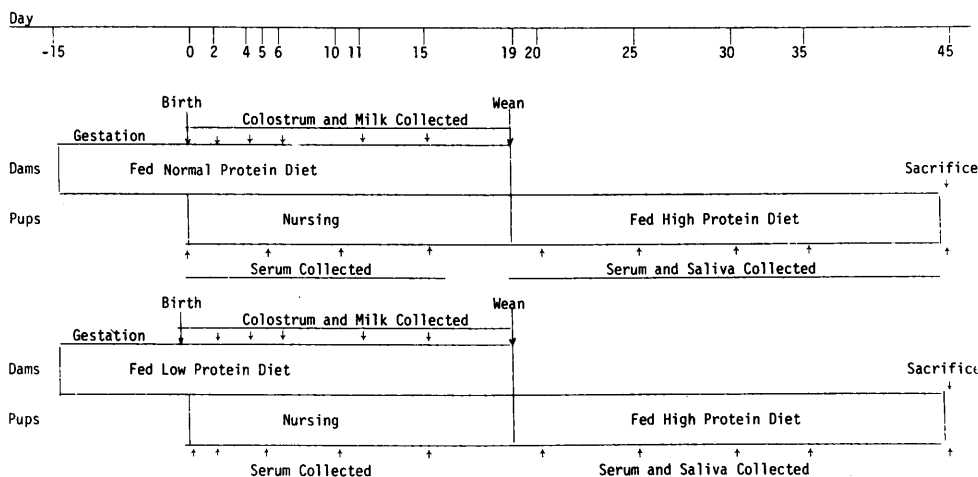 Day
-15 0 2 4 5 6 10 11 15 19 20 25 30 35 45
Birth Wean
Colostrum and Milk Collected
Gestation
Dams Fed Normal Protein Diet Sacrifice
Pups Nursing Fed High Protein Diet
Serum Collected Serum and Saliva Collected
Birth Wean
Colostrum and Milk Collected
Gestation
Dams Fed Low Protein Diet Sacrifice
Pups Nursing Fed High Protein Diet
Serum Collected Serum and Saliva Collected